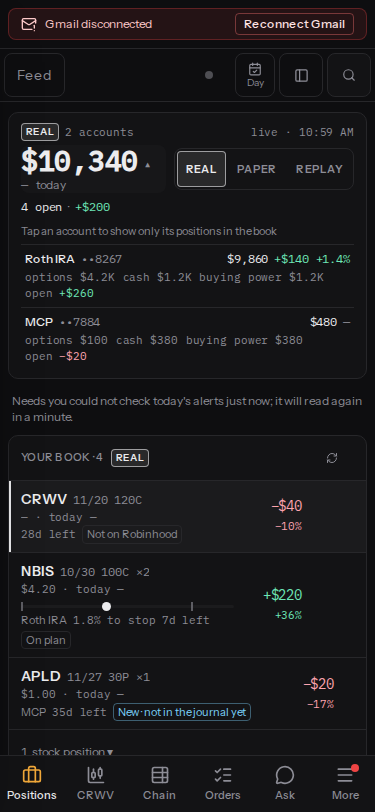 Gmail disconnected
Reconnect Gmail
Feed
Day
REAL 2 accounts
live · 10:59 AM
$10,340
— today
REAL PAPER REPLAY
4 open · +$200
Tap an account to show only its positions in the book
Roth IRA ••8267 $9,860 +$140 +1.4%
options $4.2K cash $1.2K buying power $1.2K
open +$260
MCP ••7884 $480 —
options $100 cash $380 buying power $380
open −$20
Needs you could not check today's alerts just now; it will read again
in a minute.
YOUR BOOK · 4 REAL
CRWV 11/20 120C
−$40
— · today —
−10%
28d left Not on Robinhood
NBIS 10/30 100C ×2
+$220
$4.20 · today —
+36%
Roth IRA 1.8% to stop 7d left
On plan
APLD 11/27 30P ×1
−$20
$1.00 · today —
−17%
MCP 35d left New · not in the journal yet
1 stock position ▾
Positions CRWV Chain Orders Ask More